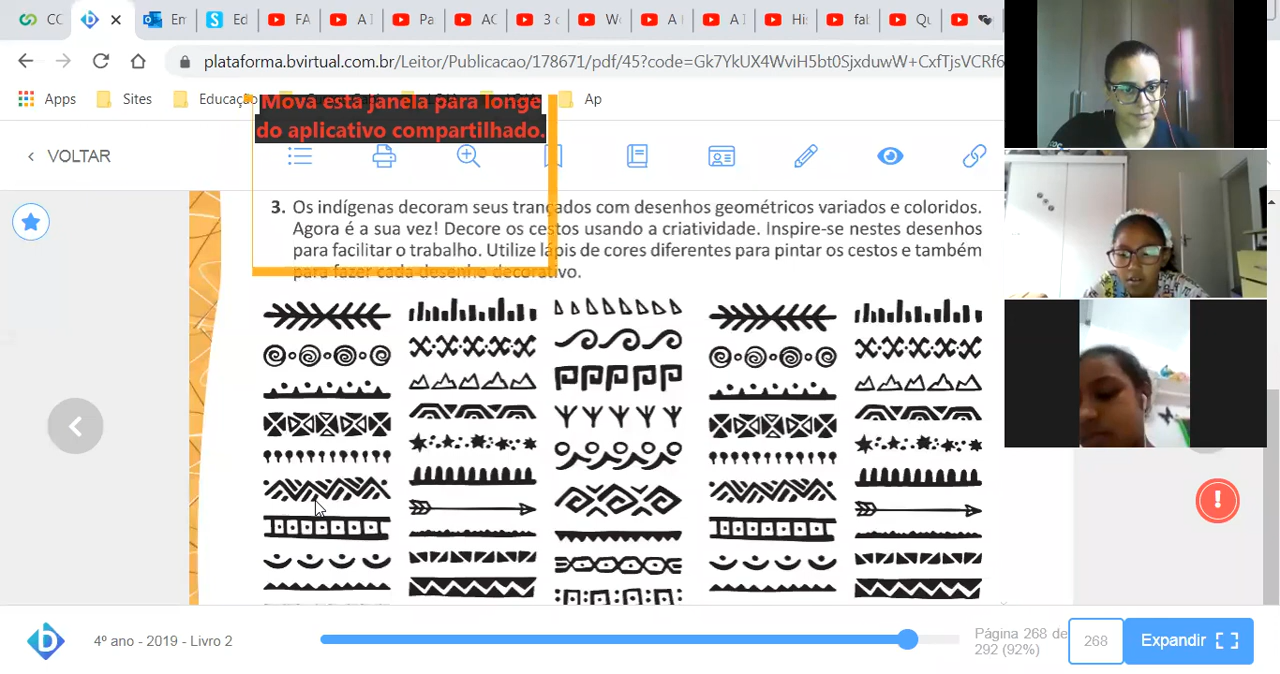 CC
Em
Ed
FA
A I
Pa
AC
3 c
W
A
A I
His
fal
Qu
plataforma.bvirtual.com.br/Leitor/Publicacao/178671/pdf/45?code=Gk7YkUX4WviH5bt0SjxduwW+CxfTjsVCRf6
Apps
Sites
Educação
Ap
Mova esta janela para longe
do aplicativo compartilhado.
VOLTAR
3. Os indígenas decoram seus trançados com desenhos geométricos variados e coloridos.
Agora é a sua vez! Decore os cestos usando a criatividade. Inspire-se nestes desenhos
para facilitar o trabalho. Utilize lápis de cores diferentes para pintar os cestos e também
para fazer cada desenho decorativo.
4º ano - 2019 - Livro 2
Página 268 de
292 (92%)
268
Expandir